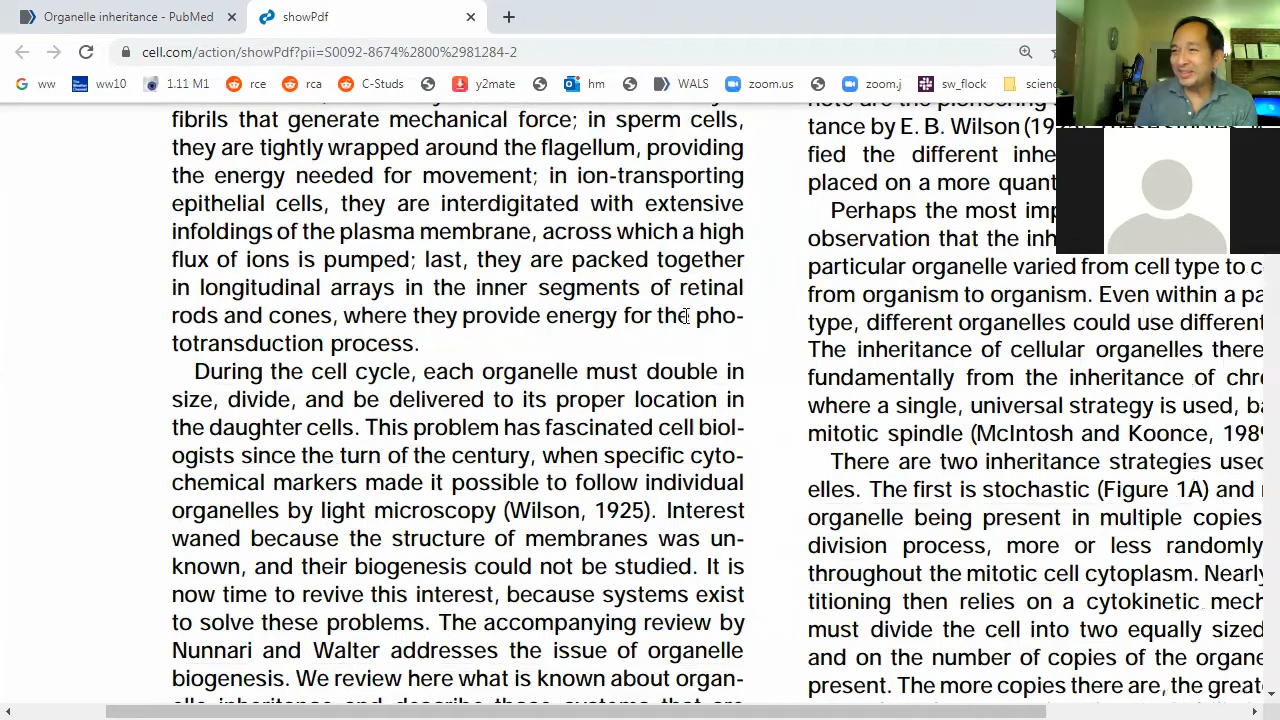 Organelle inheritance - PubMed
showPdf
cell.com/action/showPdf?pii=S0092-8674%2800%2981284-2
ww
ww10
1.11 M1
rce
rca
C-Studs
y2mate
hm
WALS
zoom.us
zoom.j
sw_flock
scien
fibrils that generate mechanical force; in sperm cells,
they are tightly wrapped around the flagellum, providing
the energy needed for movement; in ion-transporting
epithelial cells, they are interdigitated with extensive
infoldings of the plasma membrane, across which a high
flux of ions is pumped; last, they are packed together
in longitudinal arrays in the inner segments of retinal
rods and cones, where they provide energy for the pho-
totransduction process.
During the cell cycle, each organelle must double in
size, divide, and be delivered to its proper location in
the daughter cells. This problem has fascinated cell biol-
ogists since the turn of the century, when specific cyto-
chemical markers made it possible to follow individual
organelles by light microscopy (Wilson, 1925). Interest
waned because the structure of membranes was un-
known, and their biogenesis could not be studied. It is
now time to revive this interest, because systems exist
to solve these problems. The accompanying review by
Nunnari and Walter addresses the issue of organelle
biogenesis. We review here what is known about organ-
elle inheritance and describe those systems that are
note are the pioneering
tance by E. B. Wilson (19
fied the different inhe
placed on a more quant
Perhaps the most imp
observation that the inh
particular organelle varied from cell type to c
from organism to organism. Even within a pa
type, different organelles could use different
The inheritance of cellular organelles there
fundamentally from the inheritance of chr
where a single, universal strategy is used, ba
mitotic spindle (McIntosh and Koonce, 1989
There are two inheritance strategies used
elles. The first is stochastic (Figure 1A) and
organelle being present in multiple copies
division process, more or less randomly
throughout the mitotic cell cytoplasm. Nearly
titioning then relies on a cytokinetic mech
must divide the cell into two equally sized
and on the number of copies of the organe
present. The more copies there are, the great